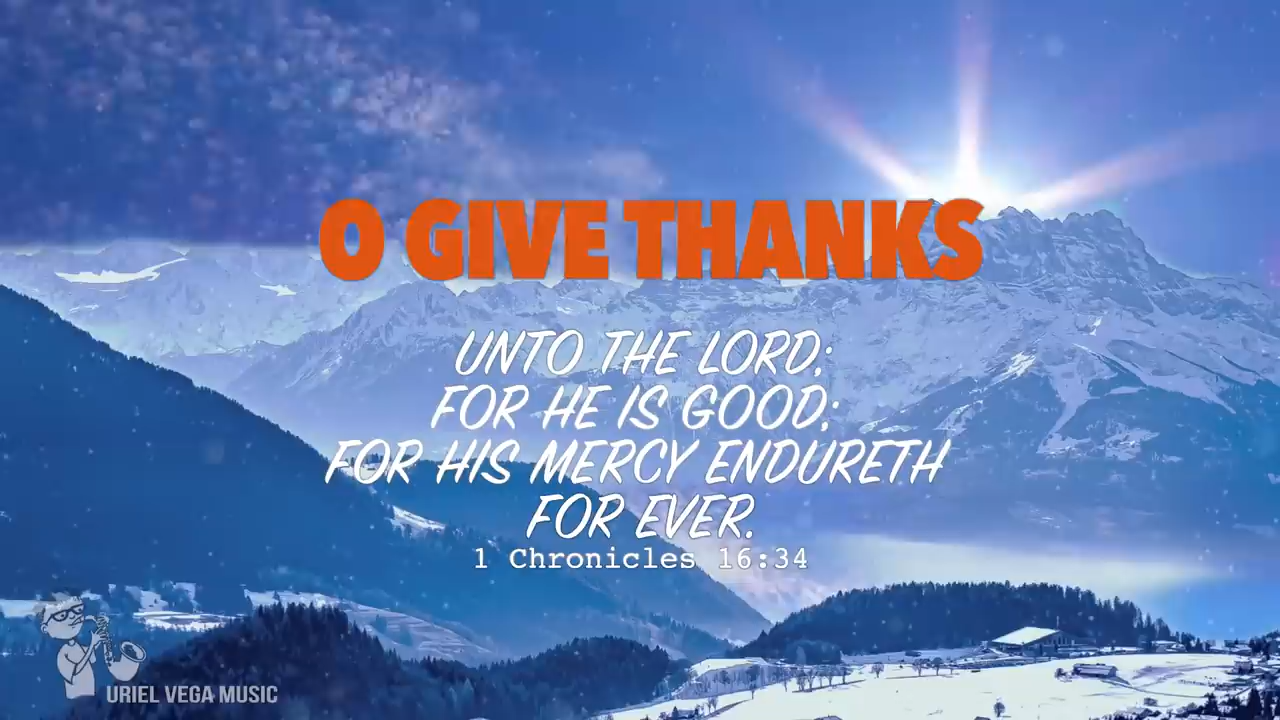 O GIVE THANKS
UNTO THE LORD;
FOR HE IS GOOD;
FOR HIS MERCY ENDURETH
FOR EVER.
1 Chronicles 16:34
URIEL VEGA MUSIC